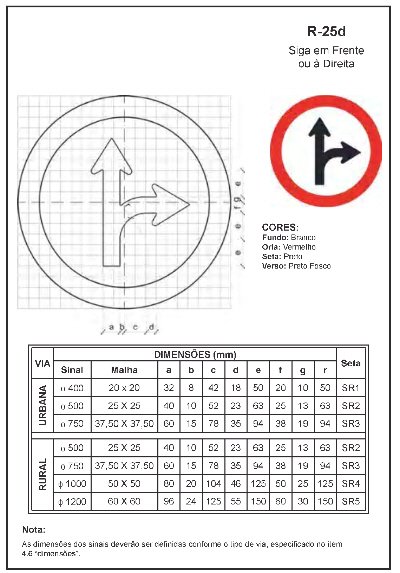 R-25d
Siga em Frente
ou à Direita
e
f g
e
e
a b c d
CORES:
Fundo: Branco
Orla: Vermelho
Seta: Preto
Verso: Preto Fosco
VIA DIMENSÕES (mm) Seta
Sinal Malha a b c d e f g r
URBANA
ɸ 400 20 x 20 32 8 42 18 50 20 10 50 SR1
ɸ 500 25 X 25 40 10 52 23 63 25 13 63 SR2
ɸ 750 37,50 X 37,50 60 15 78 35 94 38 19 94 SR3
RURAL
ɸ 500 25 X 25 40 10 52 23 63 25 13 63 SR2
ɸ 750 37,50 X 37,50 60 15 78 35 94 38 19 94 SR3
ɸ 1000 50 X 50 80 20 104 46 125 50 25 125 SR4
ɸ 1200 60 X 60 96 24 125 55 150 60 30 150 SR5
Nota:
As dimensões dos sinais deverão ser definidas conforme o tipo de via, especificado no item
4.6 "dimensões".